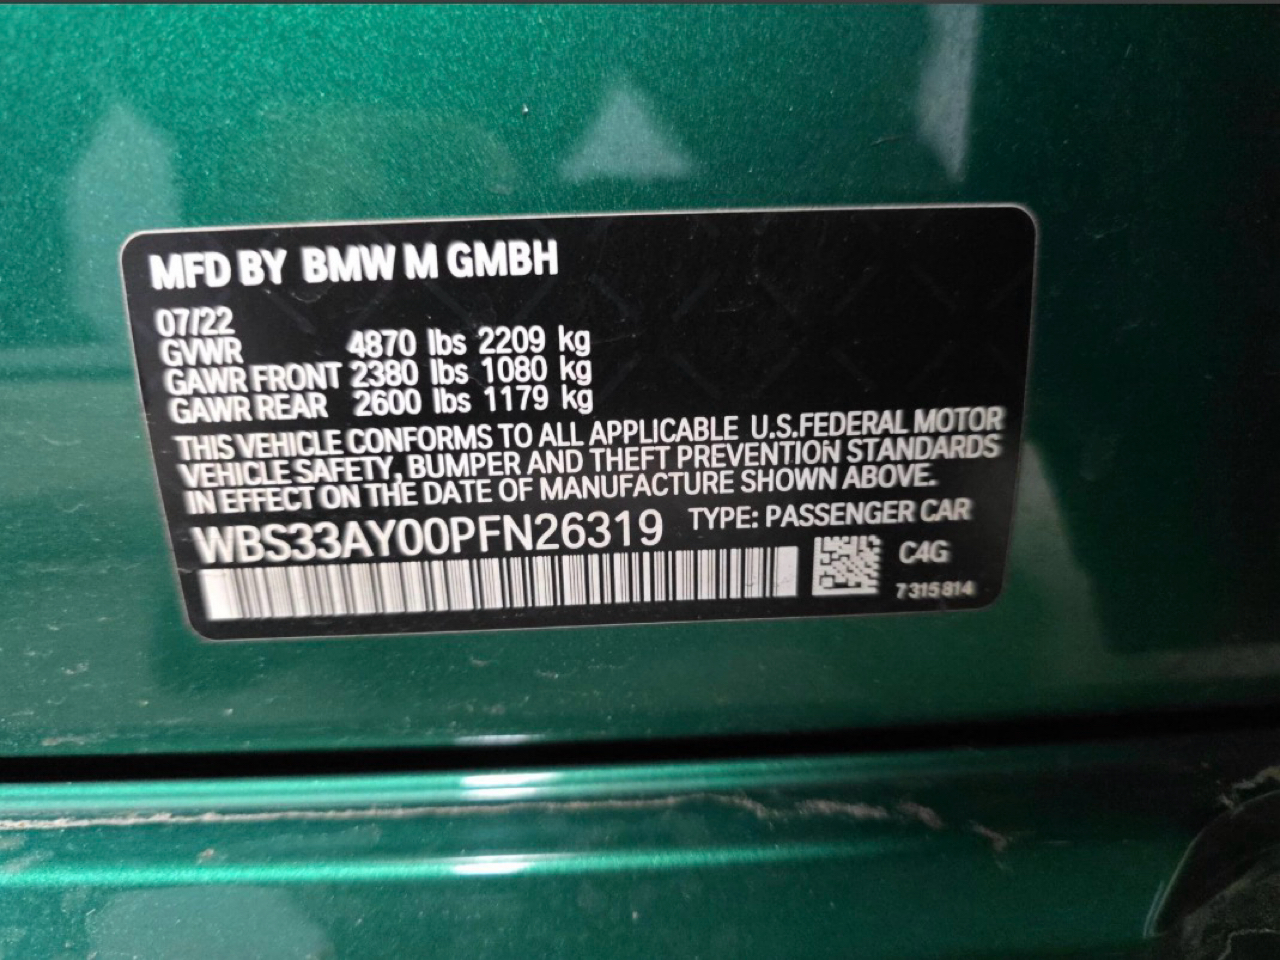 MFD BY BMW M GMBH
07/22
GVWR 4870 lbs 2209 kg
GAWR FRONT 2380 lbs 1080 kg
GAWR REAR 2600 lbs 1179 kg
THIS VEHICLE CONFORMS TO ALL APPLICABLE U.S.FEDERAL MOTOR
VEHICLE SAFETY, BUMPER AND THEFT PREVENTION STANDARDS
IN EFFECT ON THE DATE OF MANUFACTURE SHOWN ABOVE.
WBS33AY00PFN26319 TYPE: PASSENGER CAR
C4G
7315814